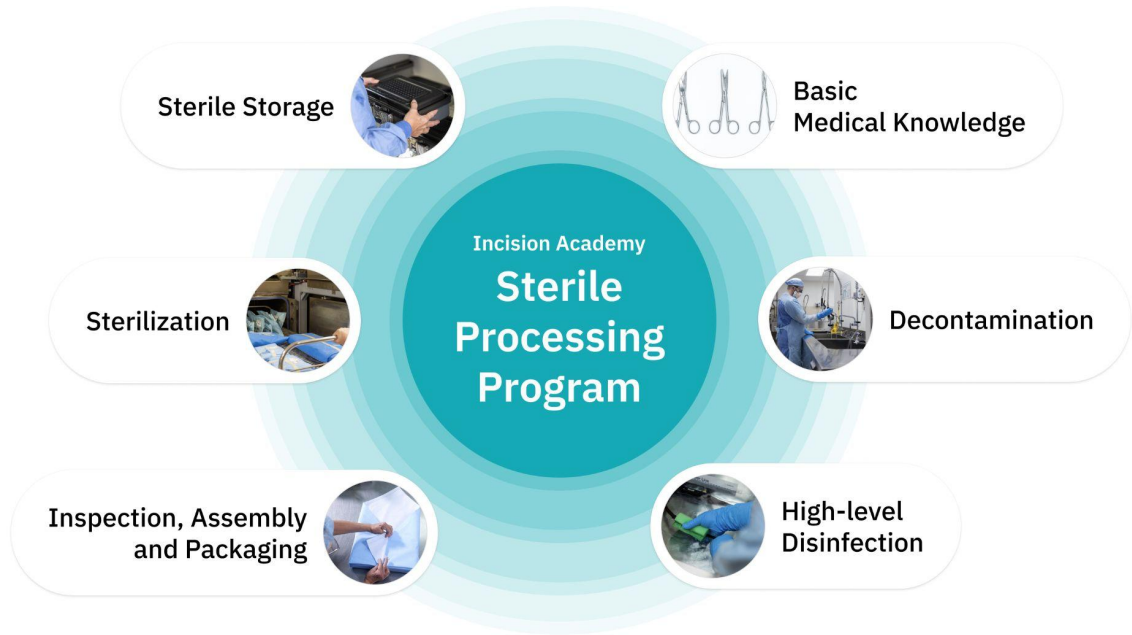 Incision Academy
Sterile
Processing
Program
Basic
Medical Knowledge
Decontamination
High-level
Disinfection
Inspection, Assembly
and Packaging
Sterilization
Sterile Storage